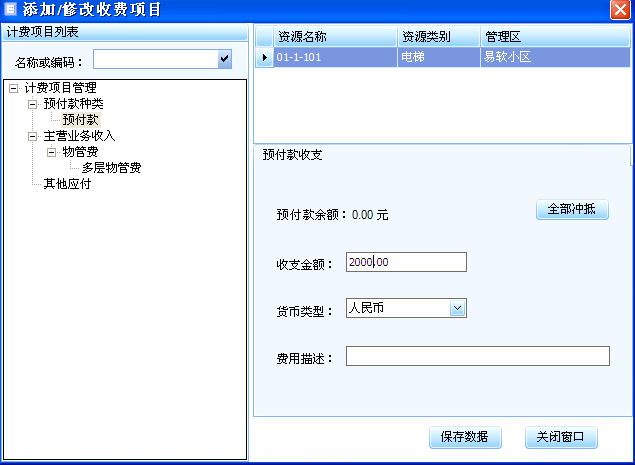 添加/修改收费项目
计费项目列表
名称或编码：
计费项目管理
预付款种类
预付款
主营业务收入
物管费
多层物管费
其他应付
资源名称 资源类别 管理区
01-1-101 电梯 易软小区
预付款收支
预付款余额：0.00 元
全部冲抵
收支金额：2000.00
货币类型：人民币
费用描述：
保存数据 关闭窗口